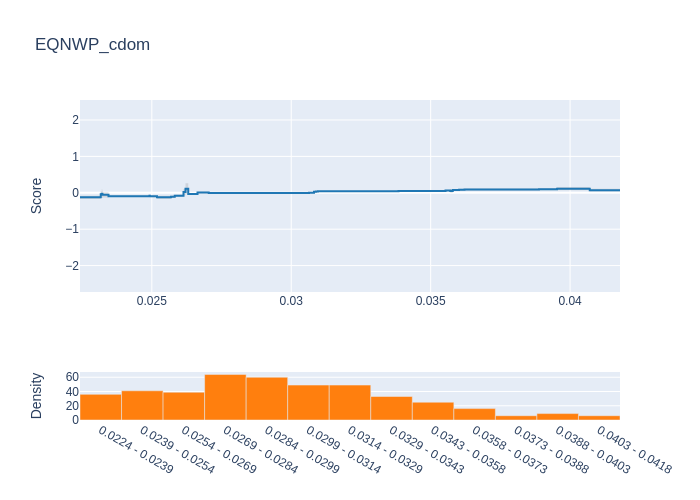 EQNWP_cdom
Score
2
1
0
−1
−2
0.025
0.03
0.035
0.04
Density
60
40
20
0
0.0224 - 0.0239
0.0239 - 0.0254
0.0254 - 0.0269
0.0269 - 0.0284
0.0284 - 0.0299
0.0299 - 0.0314
0.0314 - 0.0329
0.0329 - 0.0343
0.0343 - 0.0358
0.0358 - 0.0373
0.0373 - 0.0388
0.0388 - 0.0403
0.0403 - 0.0418